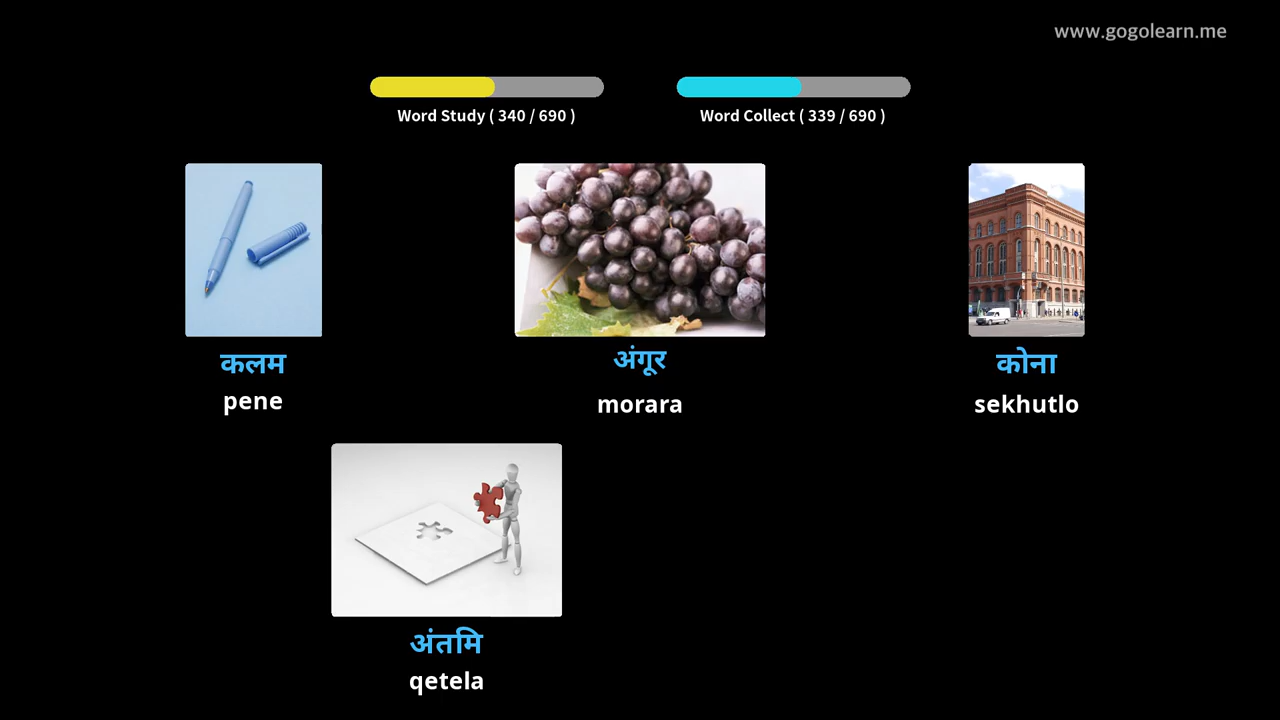 www.gogolearn.me
Word Study ( 340 / 690 )
Word Collect ( 339 / 690 )
कलम
pene
अंगूर
morara
कोना
sekhutlo
अंतमि
qetela